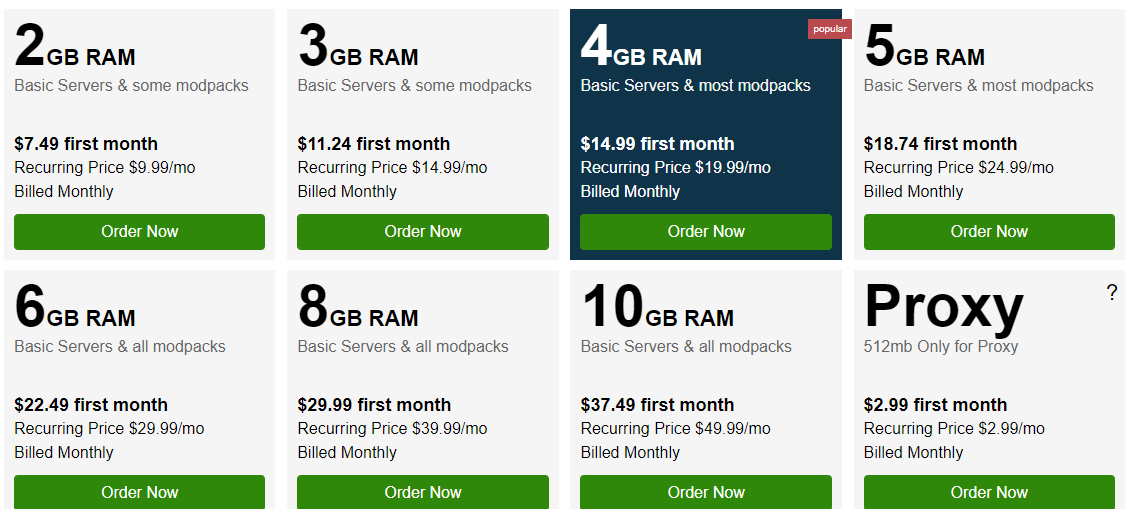 2GB RAM
Basic Servers & some modpacks
$7.49 first month
Recurring Price $9.99/mo
Billed Monthly
Order Now
3GB RAM
Basic Servers & some modpacks
$11.24 first month
Recurring Price $14.99/mo
Billed Monthly
Order Now
popular
4GB RAM
Basic Servers & most modpacks
$14.99 first month
Recurring Price $19.99/mo
Billed Monthly
Order Now
5GB RAM
Basic Servers & most modpacks
$18.74 first month
Recurring Price $24.99/mo
Billed Monthly
Order Now
6GB RAM
Basic Servers & all modpacks
$22.49 first month
Recurring Price $29.99/mo
Billed Monthly
Order Now
8GB RAM
Basic Servers & all modpacks
$29.99 first month
Recurring Price $39.99/mo
Billed Monthly
Order Now
10GB RAM
Basic Servers & all modpacks
$37.49 first month
Recurring Price $49.99/mo
Billed Monthly
Order Now
Proxy
?
512mb Only for Proxy
$2.99 first month
Recurring Price $2.99/mo
Billed Monthly
Order Now